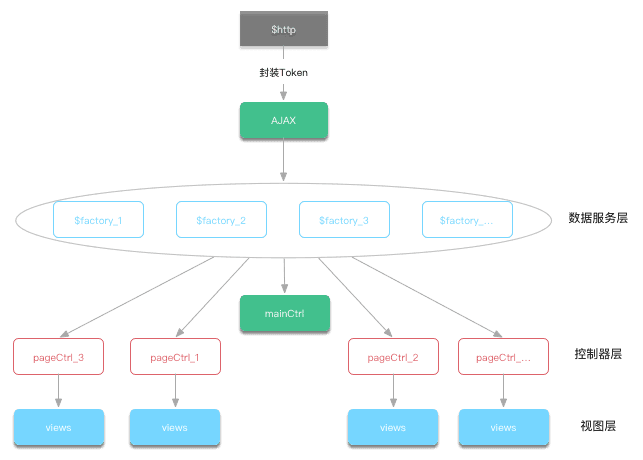 $http
封装Token
AJAX
$factory_1
$factory_2
$factory_3
$factory_...
数据服务层
mainCtrl
pageCtrl_3
pageCtrl_1
pageCtrl_2
pageCtrl_...
控制器层
views
views
views
views
视图层